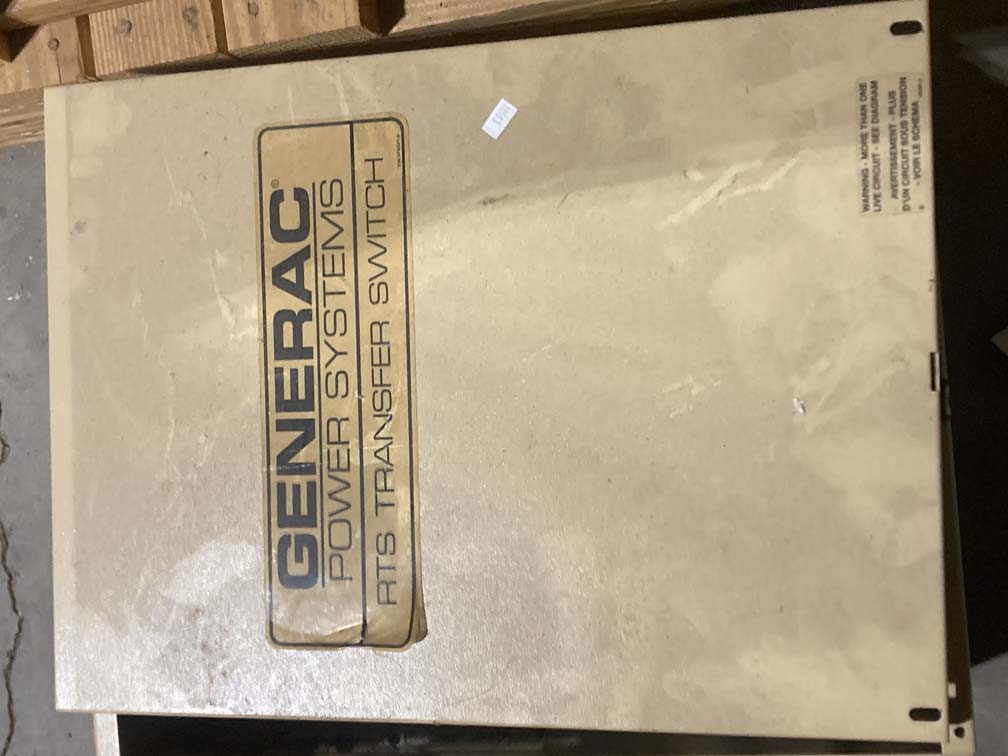 GENERAC®
POWER SYSTEMS
RTS TRANSFER SWITCH
WARNING - MORE THAN ONE
LIVE CIRCUIT - SEE DIAGRAM
AVERTISSEMENT - PLUS
D'UN CIRCUIT SOUS TENSION
- VOIR LE SCHEMA